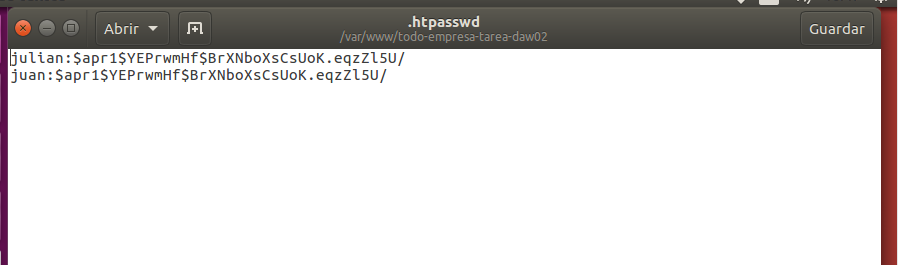 .htpasswd
Abrir
/var/www/todo-empresa-tarea-daw02
Guardar
julian:$apr1$YEPrwmHf$BrXNboXsCsUoK.eqzZl5U/
juan:$apr1$YEPrwmHf$BrXNboXsCsUoK.eqzZl5U/